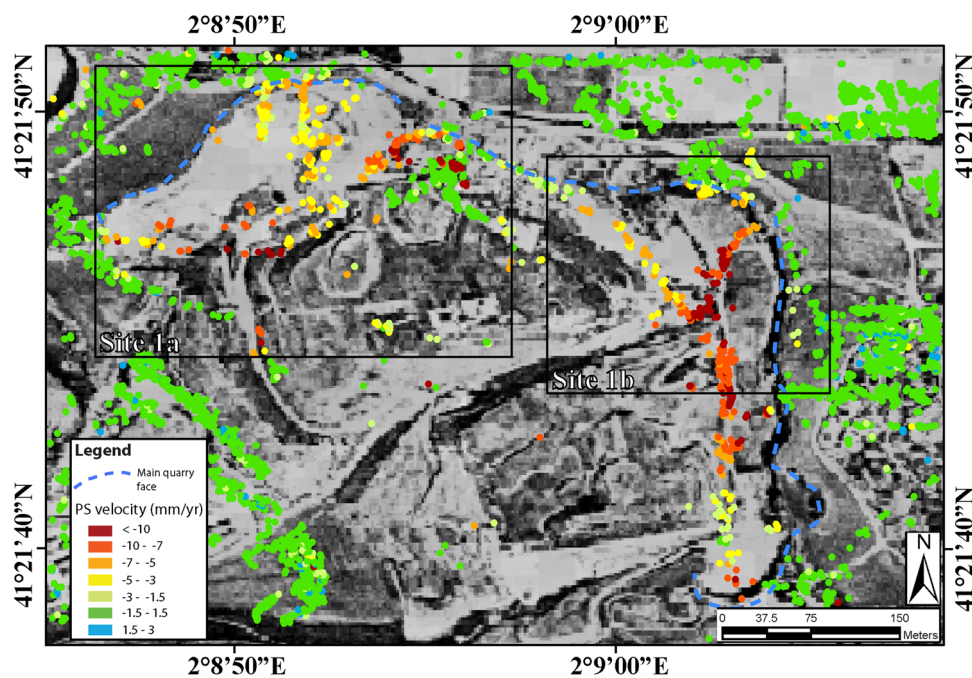 2°8'50”E 2°9'00”E
41°21'50”N 41°21'50”N
Site 1a
Site 1b
Legend
Main quarry
face
PS velocity (mm/yr)
< -10
-10 - -7
-7 - -5
-5 - -3
-3 - -1.5
-1.5 - 1.5
1.5 - 3
41°21'40”N 41°21'40”N
N
0 37.5 75 150
Meters
2°8'50”E 2°9'00”E